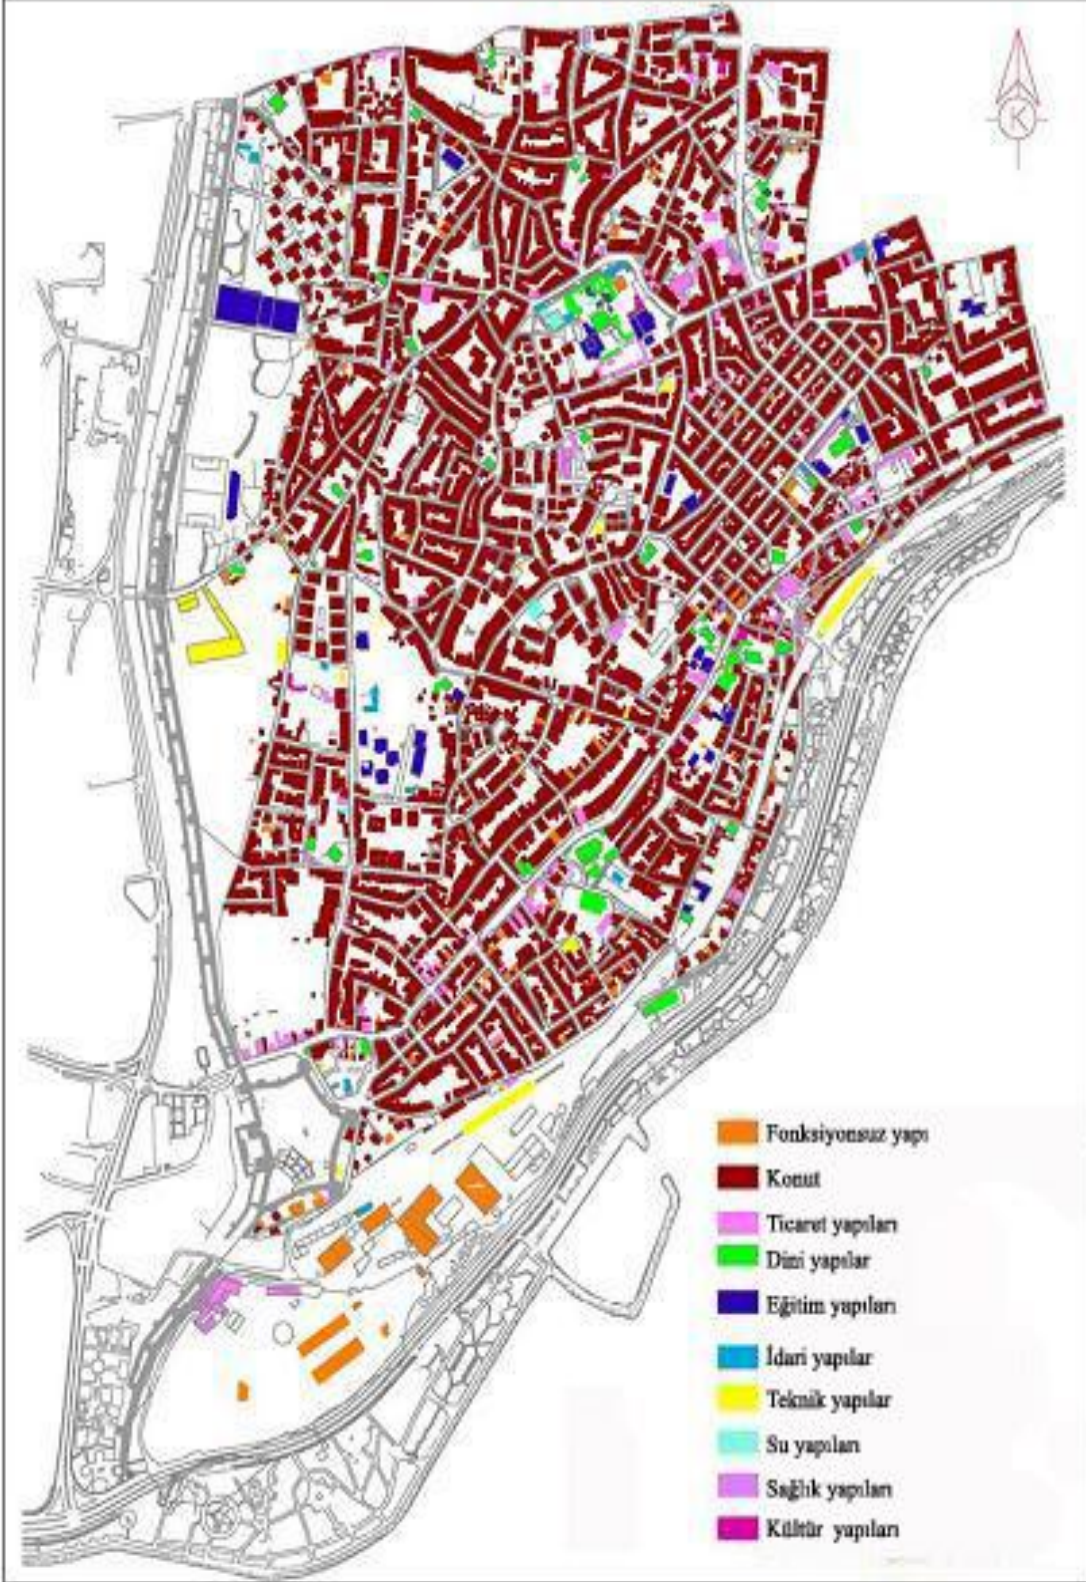 K
Fonksiyonsuz yapı
Konut
Ticaret yapıları
Dini yapılar
Eğitim yapıları
İdari yapılar
Teknik yapılar
Su yapıları
Sağlık yapıları
Kültür yapıları